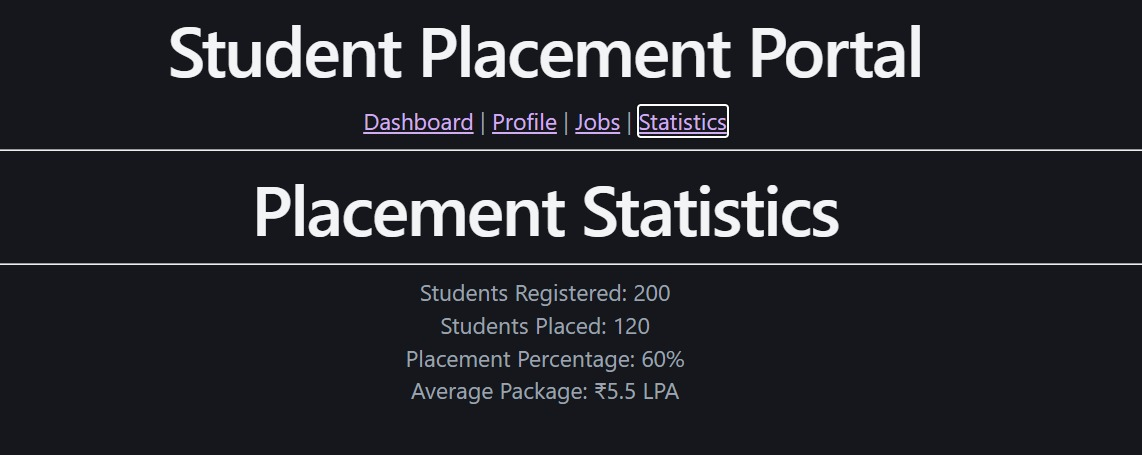 Student Placement Portal
Dashboard | Profile | Jobs | Statistics
Placement Statistics
Students Registered: 200
Students Placed: 120
Placement Percentage: 60%
Average Package: ₹5.5 LPA